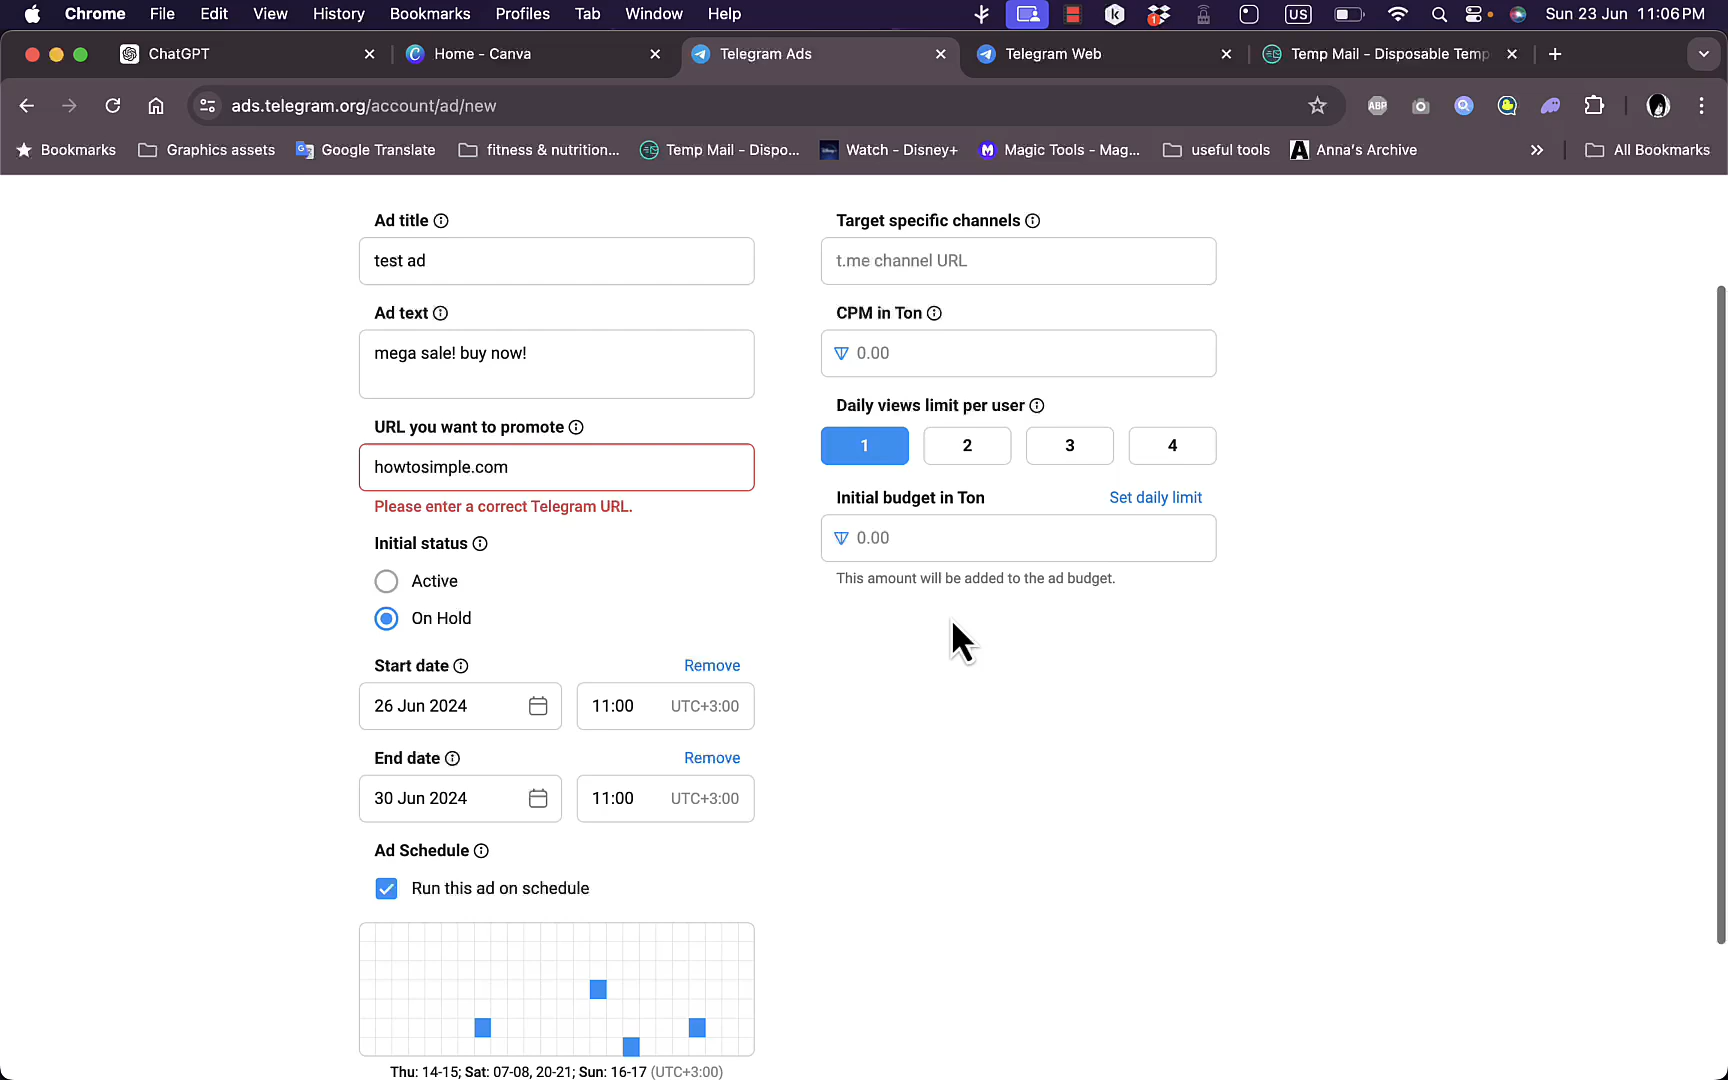 Chrome File Edit View History Bookmarks Profiles Tab Window Help US Sun 23 Jun 11:06 PM
ChatGPT Home - Canva Telegram Ads Telegram Web Temp Mail - Disposable Temp
ads.telegram.org/account/ad/new ABP
Bookmarks Graphics assets Google Translate fitness & nutrition... Temp Mail - Dispo... Watch - Disney+ Magic Tools - Mag... useful tools Anna's Archive All Bookmarks
Ad title
test ad
Ad text
mega sale! buy now!
URL you want to promote
howtosimple.com
Please enter a correct Telegram URL.
Initial status
Active
On Hold
Start date Remove
26 Jun 2024 11:00 UTC+3:00
End date Remove
30 Jun 2024 11:00 UTC+3:00
Ad Schedule
Run this ad on schedule
Thu: 14-15; Sat: 07-08, 20-21; Sun: 16-17 (UTC+3:00)
Target specific channels
t.me channel URL
CPM in Ton
0.00
Daily views limit per user
1 2 3 4
Initial budget in Ton Set daily limit
0.00
This amount will be added to the ad budget.